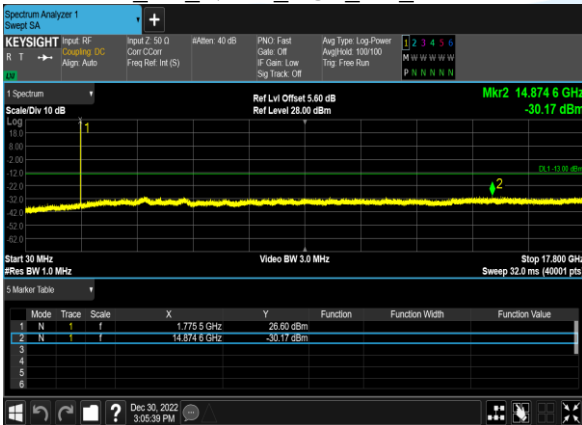 Spectrum Analyzer 1
Swept SA
+
KEYSIGHT Input: RF Input Z: 50 Ω #Atten: 40 dB PNO: Fast Avg Type: Log-Power 1 2 3 4 5 6
R T Coupling: DC Corr CCorr Gate: Off Avg|Hold: 100/100 M W W W W W
Align: Auto Freq Ref: Int (S) IF Gain: Low Trig: Free Run
LU Sig Track: Off P N N N N N
1 Spectrum Ref Lvl Offset 5.60 dB Mkr2 14.874 6 GHz
Scale/Div 10 dB Ref Level 28.00 dBm -30.17 dBm
Log
18.0 1
8.00
-2.00
-12.0 DL1 -13.00 dBm
-22.0 2
-32.0
-42.0
-52.0
-62.0
Start 30 MHz Video BW 3.0 MHz Stop 17.800 GHz
#Res BW 1.0 MHz Sweep 32.0 ms (40001 pts)
5 Marker Table
Mode Trace Scale X Y Function Function Width Function Value
1 N 1 f 1.775 5 GHz 26.60 dBm
2 N 1 f 14.874 6 GHz -30.17 dBm
3
4
5
6
? Dec 30, 2022
3:05:39 PM